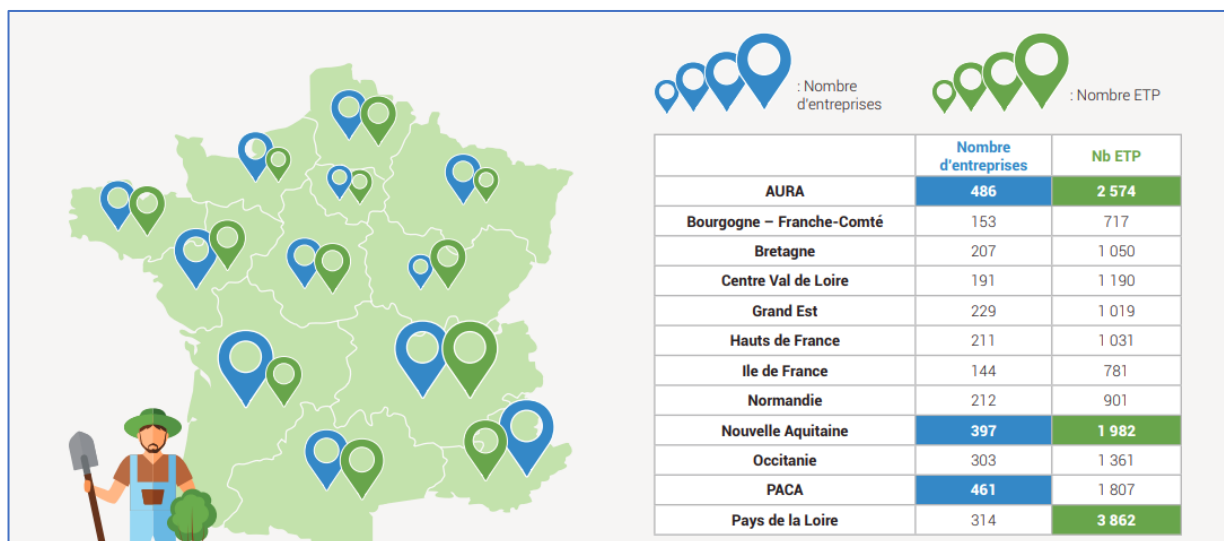 : Nombre
d'entreprises
: Nombre ETP
Nombre
d'entreprises
Nb ETP
AURA 486 2 574
Bourgogne – Franche-Comté 153 717
Bretagne 207 1 050
Centre Val de Loire 191 1 190
Grand Est 229 1 019
Hauts de France 211 1 031
Ile de France 144 781
Normandie 212 901
Nouvelle Aquitaine 397 1 982
Occitanie 303 1 361
PACA 461 1 807
Pays de la Loire 314 3 862